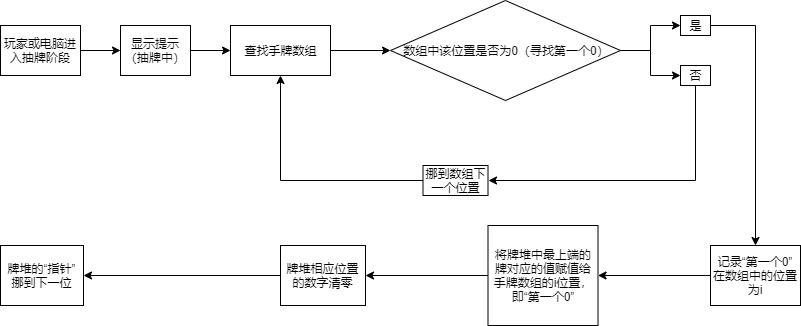 玩家或电脑进
入抽牌阶段
显示提示
（抽牌中）
查找手牌数组
数组中该位置是否为0（寻找第一个0）
是
否
挪到数组下
一个位置
记录“第一个0”
在数组中的位置
为i
将牌堆中最上端的
牌对应的值赋值给
手牌数组的i位置，
即“第一个0”
牌堆相应位置
的数字清零
牌堆的“指针”
挪到下一位